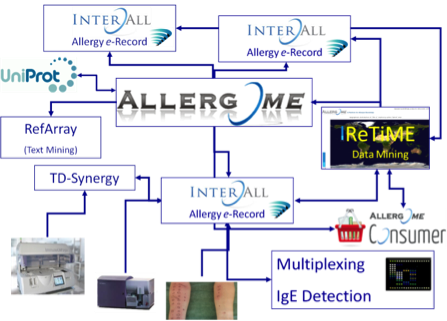 INTERALL
Allergy e-Record
INTERALL
Allergy e-Record
UniProt
ALLERGOME
RefArray
(Text Mining)
ALLERGOME
ReTiME
Data Mining
TD-Synergy
INTERALL
Allergy e-Record
ALLERGOME
Consumer
Multiplexing
IgE Detection